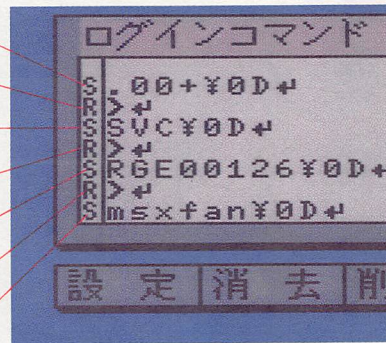 ログインコマンド
S.00+¥0D↵
R>↵
SSVC¥0D↵
R>↵
SRGE00126¥0D↵
R>↵
Smsxfan¥0D↵
設 定 消 去 削